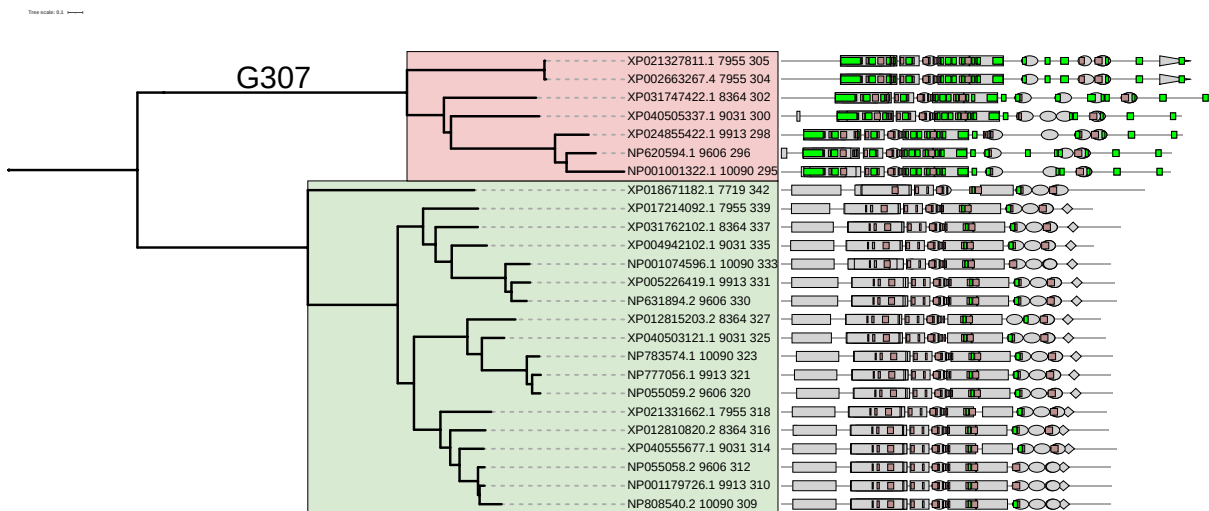 Tree scale: 0.1
G307
XP021327811.1 7955 305
XP002663267.4 7955 304
XP031747422.1 8364 302
XP040505337.1 9031 300
XP024855422.1 9913 298
NP620594.1 9606 296
NP001001322.1 10090 295
XP018671182.1 7719 342
XP017214092.1 7955 339
XP031762102.1 8364 337
XP004942102.1 9031 335
NP001074596.1 10090 333
XP005226419.1 9913 331
NP631894.2 9606 330
XP012815203.2 8364 327
XP040503121.1 9031 325
NP783574.1 10090 323
NP777056.1 9913 321
NP055059.2 9606 320
XP021331662.1 7955 318
XP012810820.2 8364 316
XP040555677.1 9031 314
NP055058.2 9606 312
NP001179726.1 9913 310
NP808540.2 10090 309